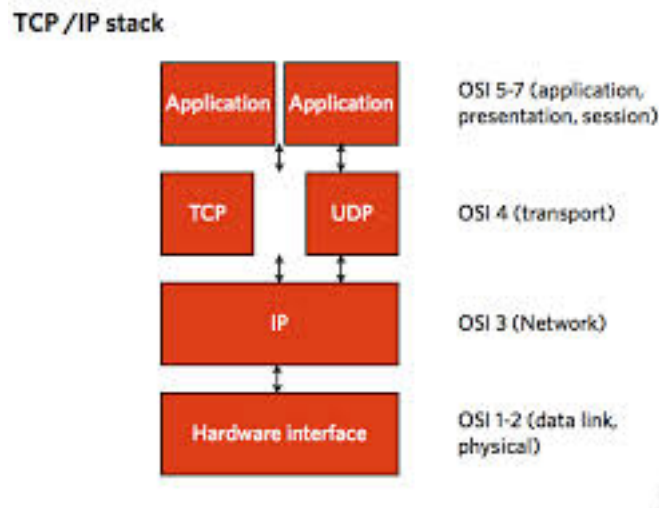 TCP/IP stack
Application Application
OSI 5-7 (application,
presentation, session)
TCP UDP
OSI 4 (transport)
IP
OSI 3 (Network)
Hardware interface
OSI 1-2 (data link,
physical)